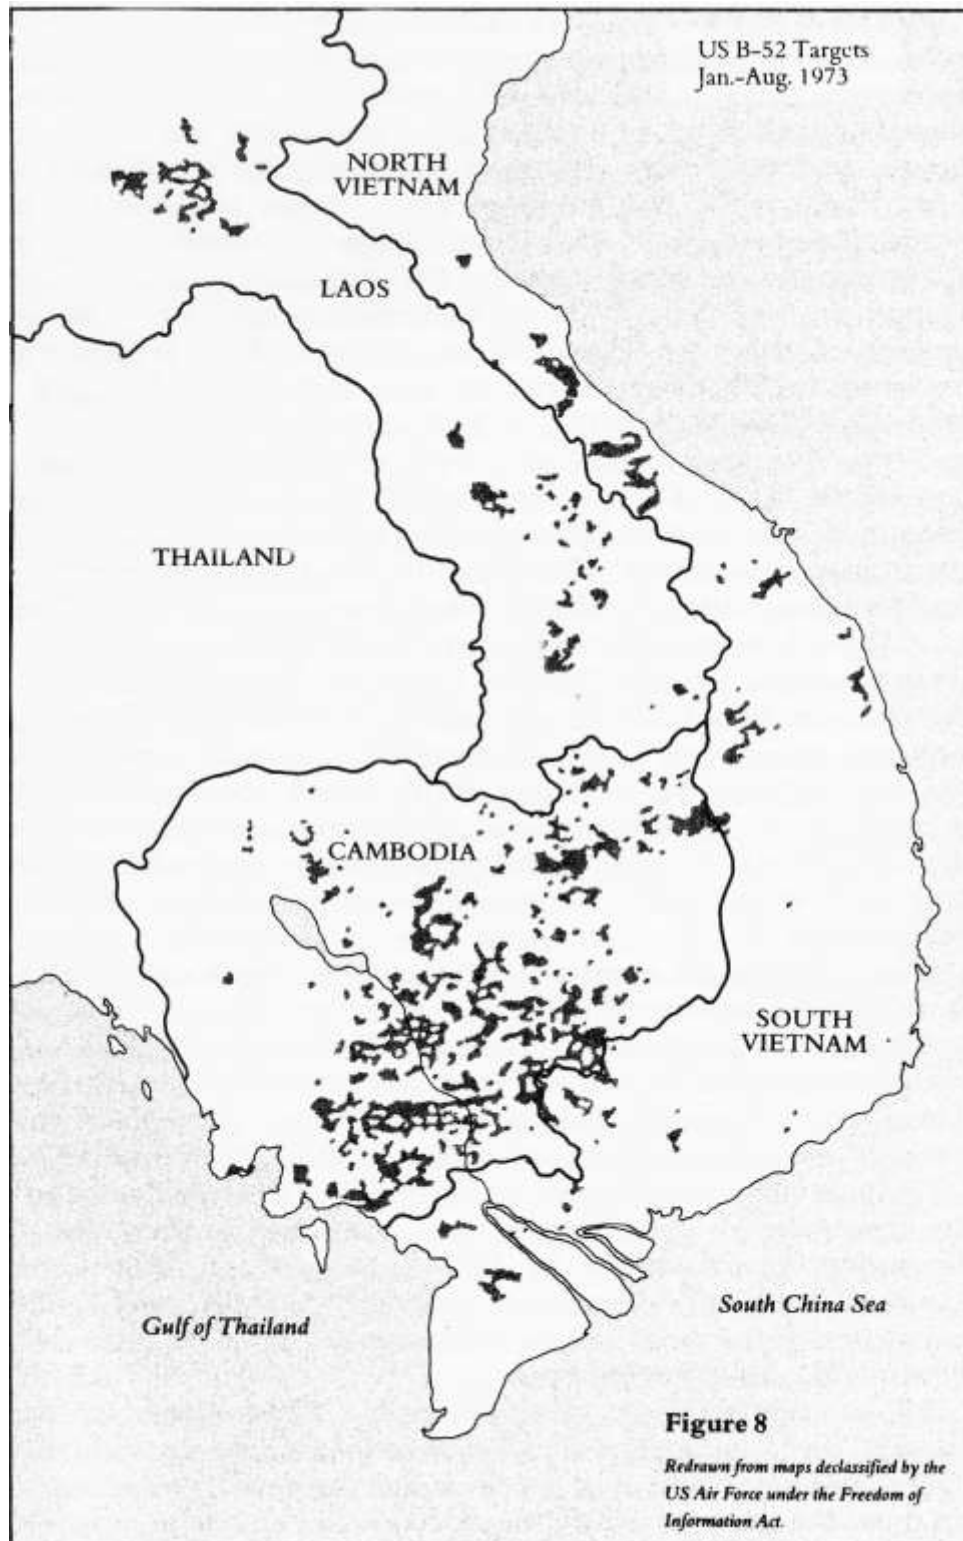 US B-52 Targets
Jan.-Aug. 1973
NORTH
VIETNAM
LAOS
THAILAND
CAMBODIA
SOUTH
VIETNAM
South China Sea
Gulf of Thailand
Figure 8
Redrawn from maps declassified by the
US Air Force under the Freedom of
Information Act.